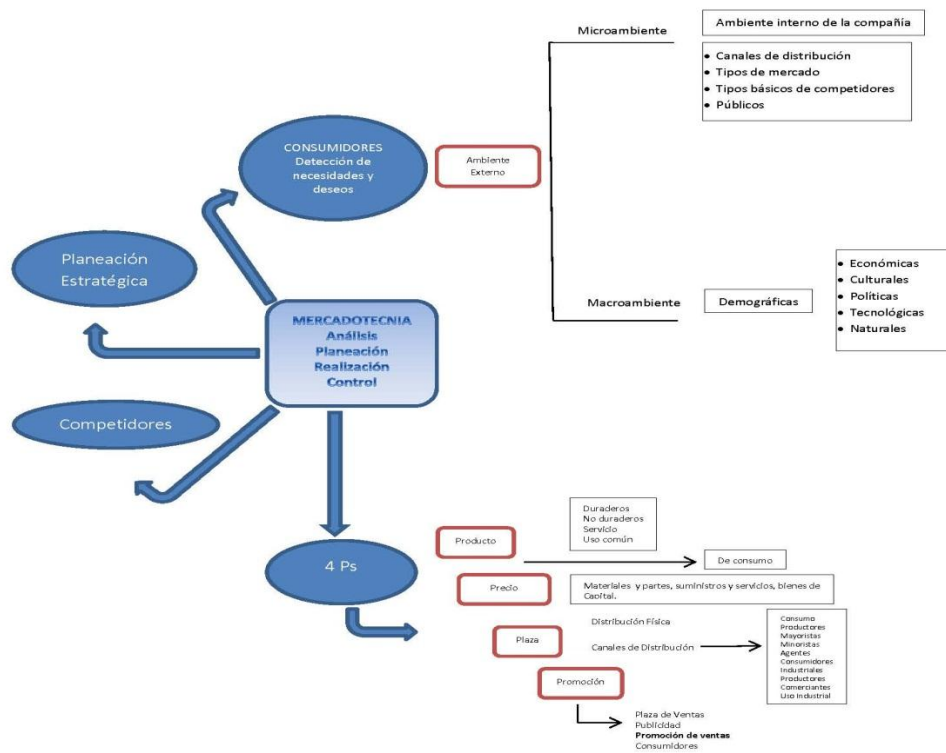 Microambiente
Ambiente interno de la compañía
• Canales de distribución
• Tipos de mercado
• Tipos básicos de competidores
• Públicos
CONSUMIDORES
Detección de
necesidades y
deseos
Ambiente
Externo
Planeación
Estratégica
Macroambiente
Demográficas
• Económicas
• Culturales
• Políticas
• Tecnológicas
• Naturales
MERCADOTECNIA
Análisis
Planeación
Realización
Control
Competidores
4 Ps
Producto
Duraderos
No duraderos
Servicio
Uso común
De consumo
Precio
Materiales y partes, suministros y servicios, bienes de
Capital.
Plaza
Distribución Física
Canales de Distribución
Consumo
Productores
Mayoristas
Minoristas
Agentes
Consumidores
Industriales
Productores
Comerciantes
Uso Industrial
Promoción
Plaza de Ventas
Publicidad
Promoción de ventas
Consumidores